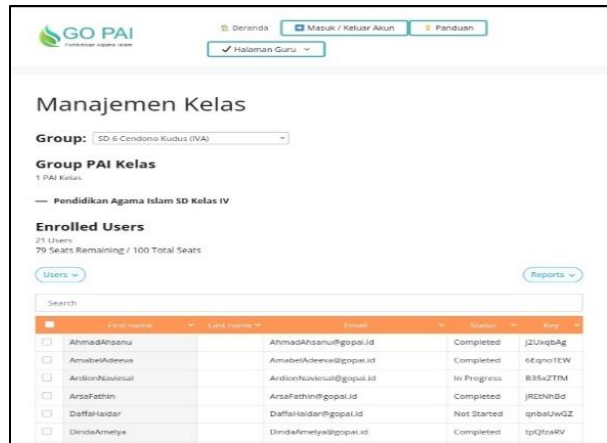 GO PAI
Pendidikan Agama Islam
Beranda
Masuk / Keluar Akun
Panduan
Halaman Guru
Manajemen Kelas
Group: SD 6 Cendono Kudus (IVA)
Group PAI Kelas
1 PAI Kelas
— Pendidikan Agama Islam SD Kelas IV
Enrolled Users
21 Users
79 Seats Remaining / 100 Total Seats
Users
Reports
Search
First name Last name Email Status Key
AhmadAhsanu AhmadAhsanu@gopai.id Completed J2UxqbAg
AmabelAdeeva AmabelAdeeva@gopai.id Completed 6EqnoTEW
ArdionNaviesal ArdionNaviesal@gopai.id In Progress B35xZTfM
ArsaFathin ArsaFathin@gopai.id Completed jREtNhBd
DaffaHaidar DaffaHaidar@gopai.id Not Started qnbaUwGZ
DindaAmelya DindaAmelya@gopai.id Completed tpQfzaRV